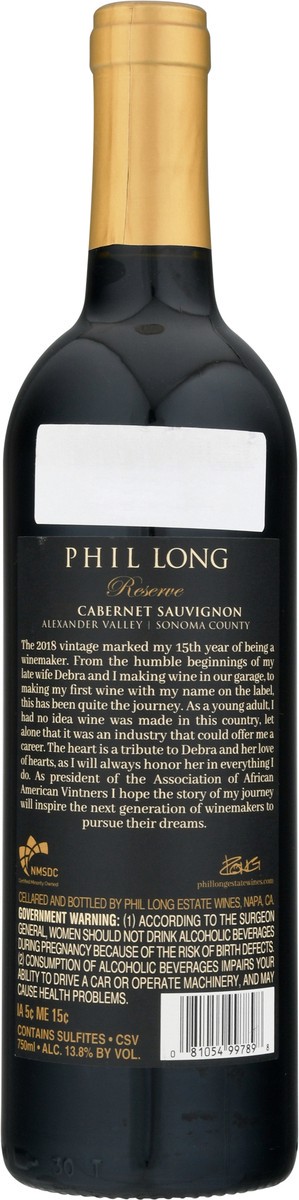 PHIL LONG
Reserve
CABERNET SAUVIGNON
ALEXANDER VALLEY | SONOMA COUNTY
The 2018 vintage marked my 15th year of being a
winemaker. From the humble beginnings of my
late wife Debra and I making wine in our garage, to
making my first wine with my name on the label,
this has been quite the journey. As a young adult, I
had no idea wine was made in this country, let
alone that it was an industry that could offer me a
career. The heart is a tribute to Debra and her love
of hearts, as I will always honor her in everything I
do. As president of the Association of African
American Vintners I hope the story of my journey
will inspire the next generation of winemakers to
pursue their dreams.
NMSDC
Certified Minority Owned
phillongestatewines.com
CELLARED AND BOTTLED BY PHIL LONG ESTATE WINES, NAPA, CA
GOVERNMENT WARNING: (1) ACCORDING TO THE SURGEON
GENERAL WOMEN SHOULD NOT DRINK ALCOHOLIC BEVERAGES
DURING PREGNANCY BECAUSE OF THE RISK OF BIRTH DEFECTS.
(2) CONSUMPTION OF ALCOHOLIC BEVERAGES IMPAIRS YOUR
ABILITY TO DRIVE A CAR OR OPERATE MACHINERY, AND MAY
CAUSE HEALTH PROBLEMS.
IA 5¢ ME 15¢
CONTAINS SULFITES • CSV
750ml • ALC. 13.8% BY VOL.
0 81054 99789 8